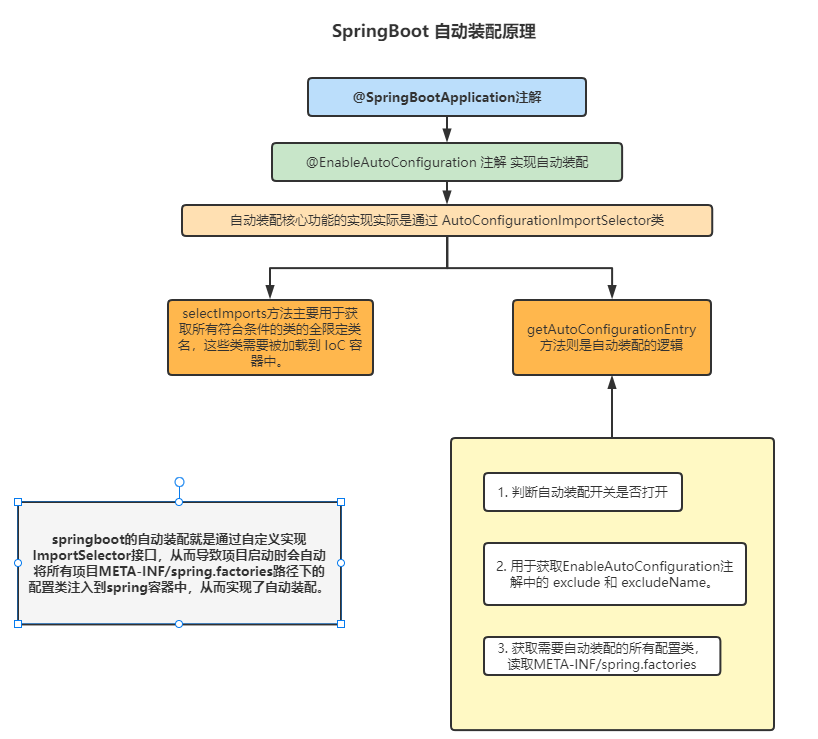 SpringBoot 自动装配原理
@SpringBootApplication注解
@EnableAutoConfiguration 注解 实现自动装配
自动装配核心功能的实现实际是通过 AutoConfigurationImportSelector类
selectImports方法主要用于获
取所有符合条件的类的全限定类
名，这些类需要被加载到 IoC 容
器中。
getAutoConfigurationEntry
方法则是自动装配的逻辑
1. 判断自动装配开关是否打开
2. 用于获取EnableAutoConfiguration注
解中的 exclude 和 excludeName。
3. 获取需要自动装配的所有配置类，
读取META-INF/spring.factories
springboot的自动装配就是通过自定义实现
ImportSelector接口，从而导致项目启动时会自动
将所有项目META-INF/spring.factories路径下的
配置类注入到spring容器中，从而实现了自动装配。